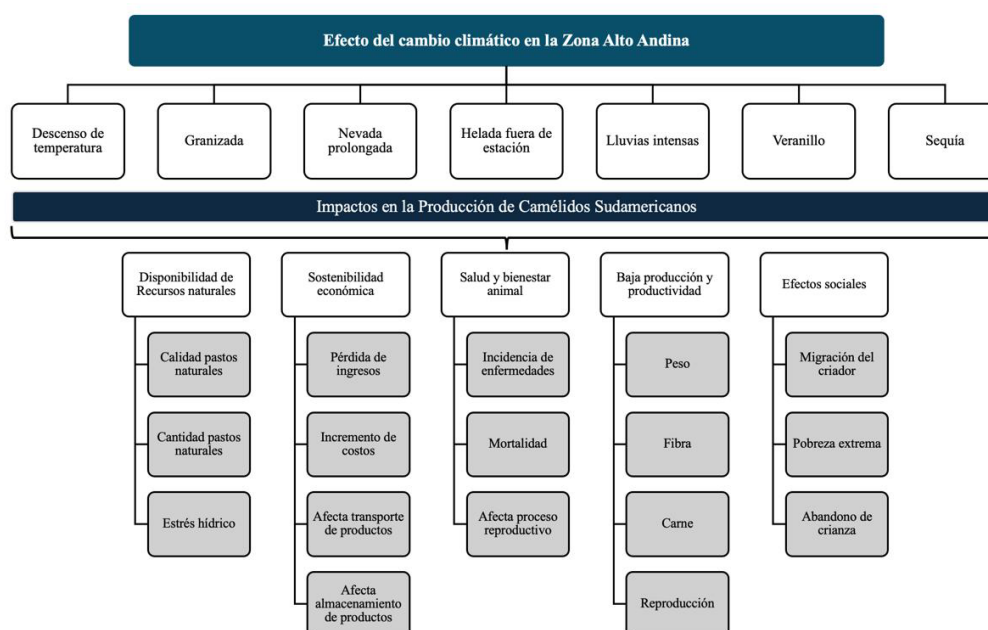 Efecto del cambio climático en la Zona Alto Andina
Descenso de
temperatura
Granizada
Nevada
prolongada
Helada fuera de
estación
Lluvias intensas
Veranillo
Sequía
Impactos en la Producción de Camélidos Sudamericanos
Disponibilidad de
Recursos naturales
Calidad pastos
naturales
Cantidad pastos
naturales
Estrés hídrico
Sostenibilidad
económica
Pérdida de
ingresos
Incremento de
costos
Afecta transporte
de productos
Afecta
almacenamiento
de productos
Salud y bienestar
animal
Incidencia de
enfermedades
Mortalidad
Afecta proceso
reproductivo
Baja producción y
productividad
Peso
Fibra
Carne
Reproducción
Efectos sociales
Migración del
criador
Pobreza extrema
Abandono de
crianza